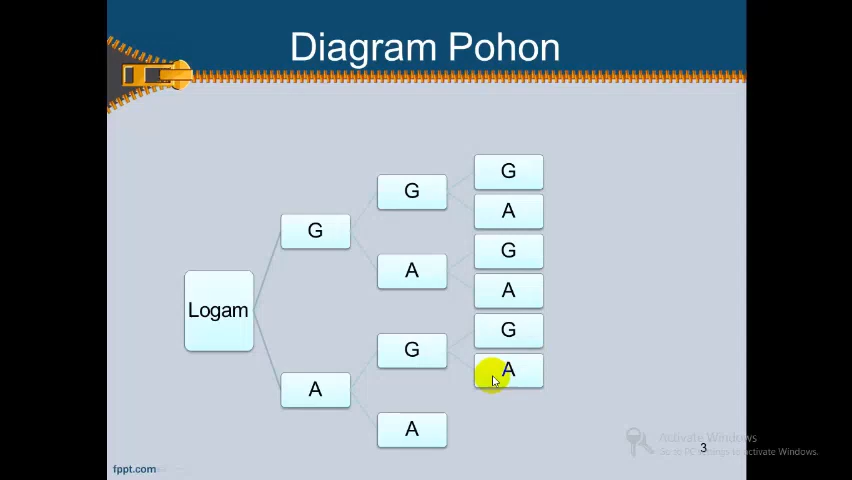 Diagram Pohon
G
G
A
G
G
A
A
Logam
G
G
A
A
A
Activate Windows
Go to PC settings to activate Windows.
3
fppt.com